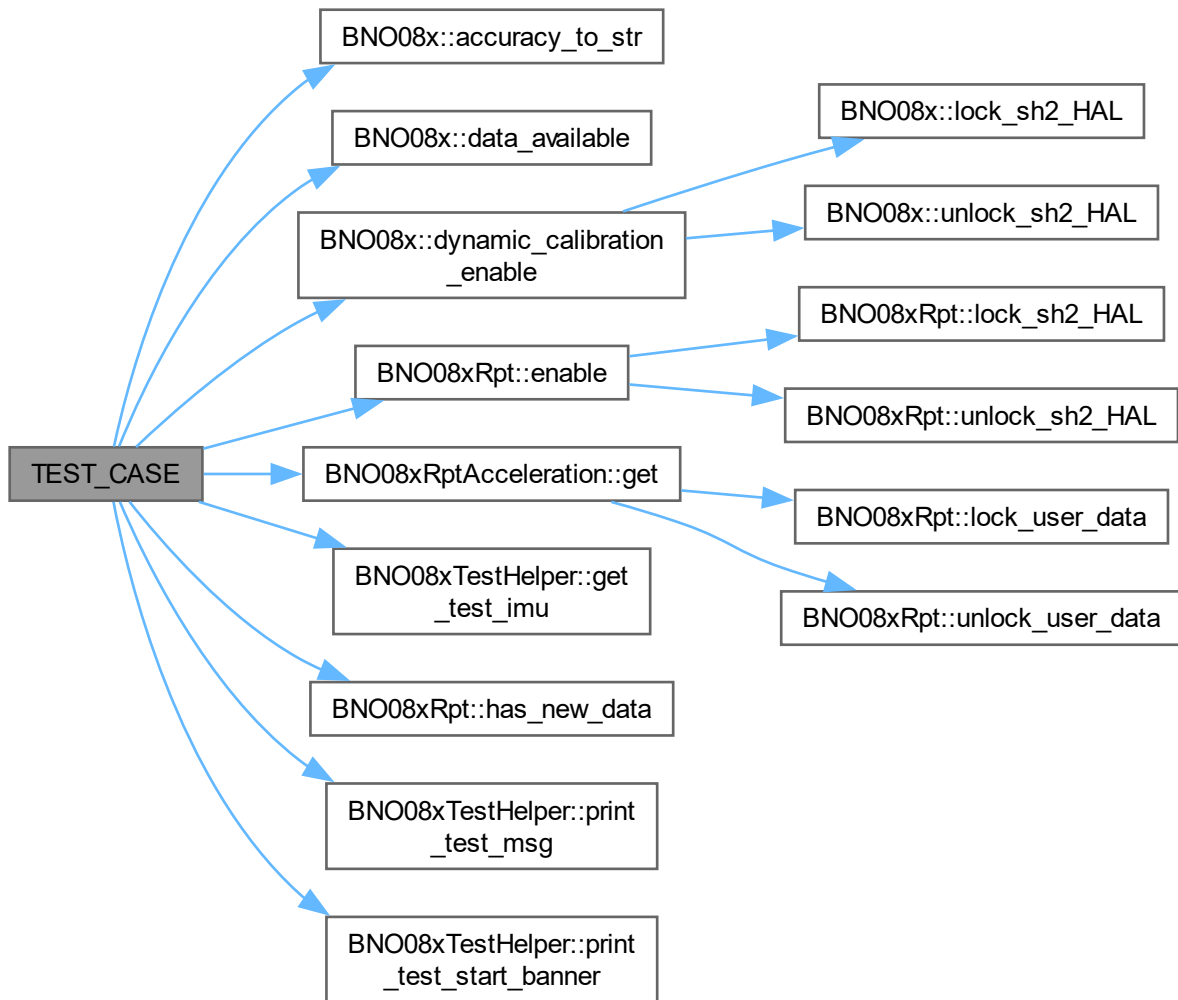 BNO08x::accuracy_to_str
BNO08x::data_available
BNO08x::lock_sh2_HAL
BNO08x::unlock_sh2_HAL
BNO08x::dynamic_calibration
_enable
BNO08xRpt::lock_sh2_HAL
BNO08xRpt::enable
BNO08xRpt::unlock_sh2_HAL
TEST_CASE
BNO08xRptAcceleration::get
BNO08xRpt::lock_user_data
BNO08xTestHelper::get
_test_imu
BNO08xRpt::unlock_user_data
BNO08xRpt::has_new_data
BNO08xTestHelper::print
_test_msg
BNO08xTestHelper::print
_test_start_banner